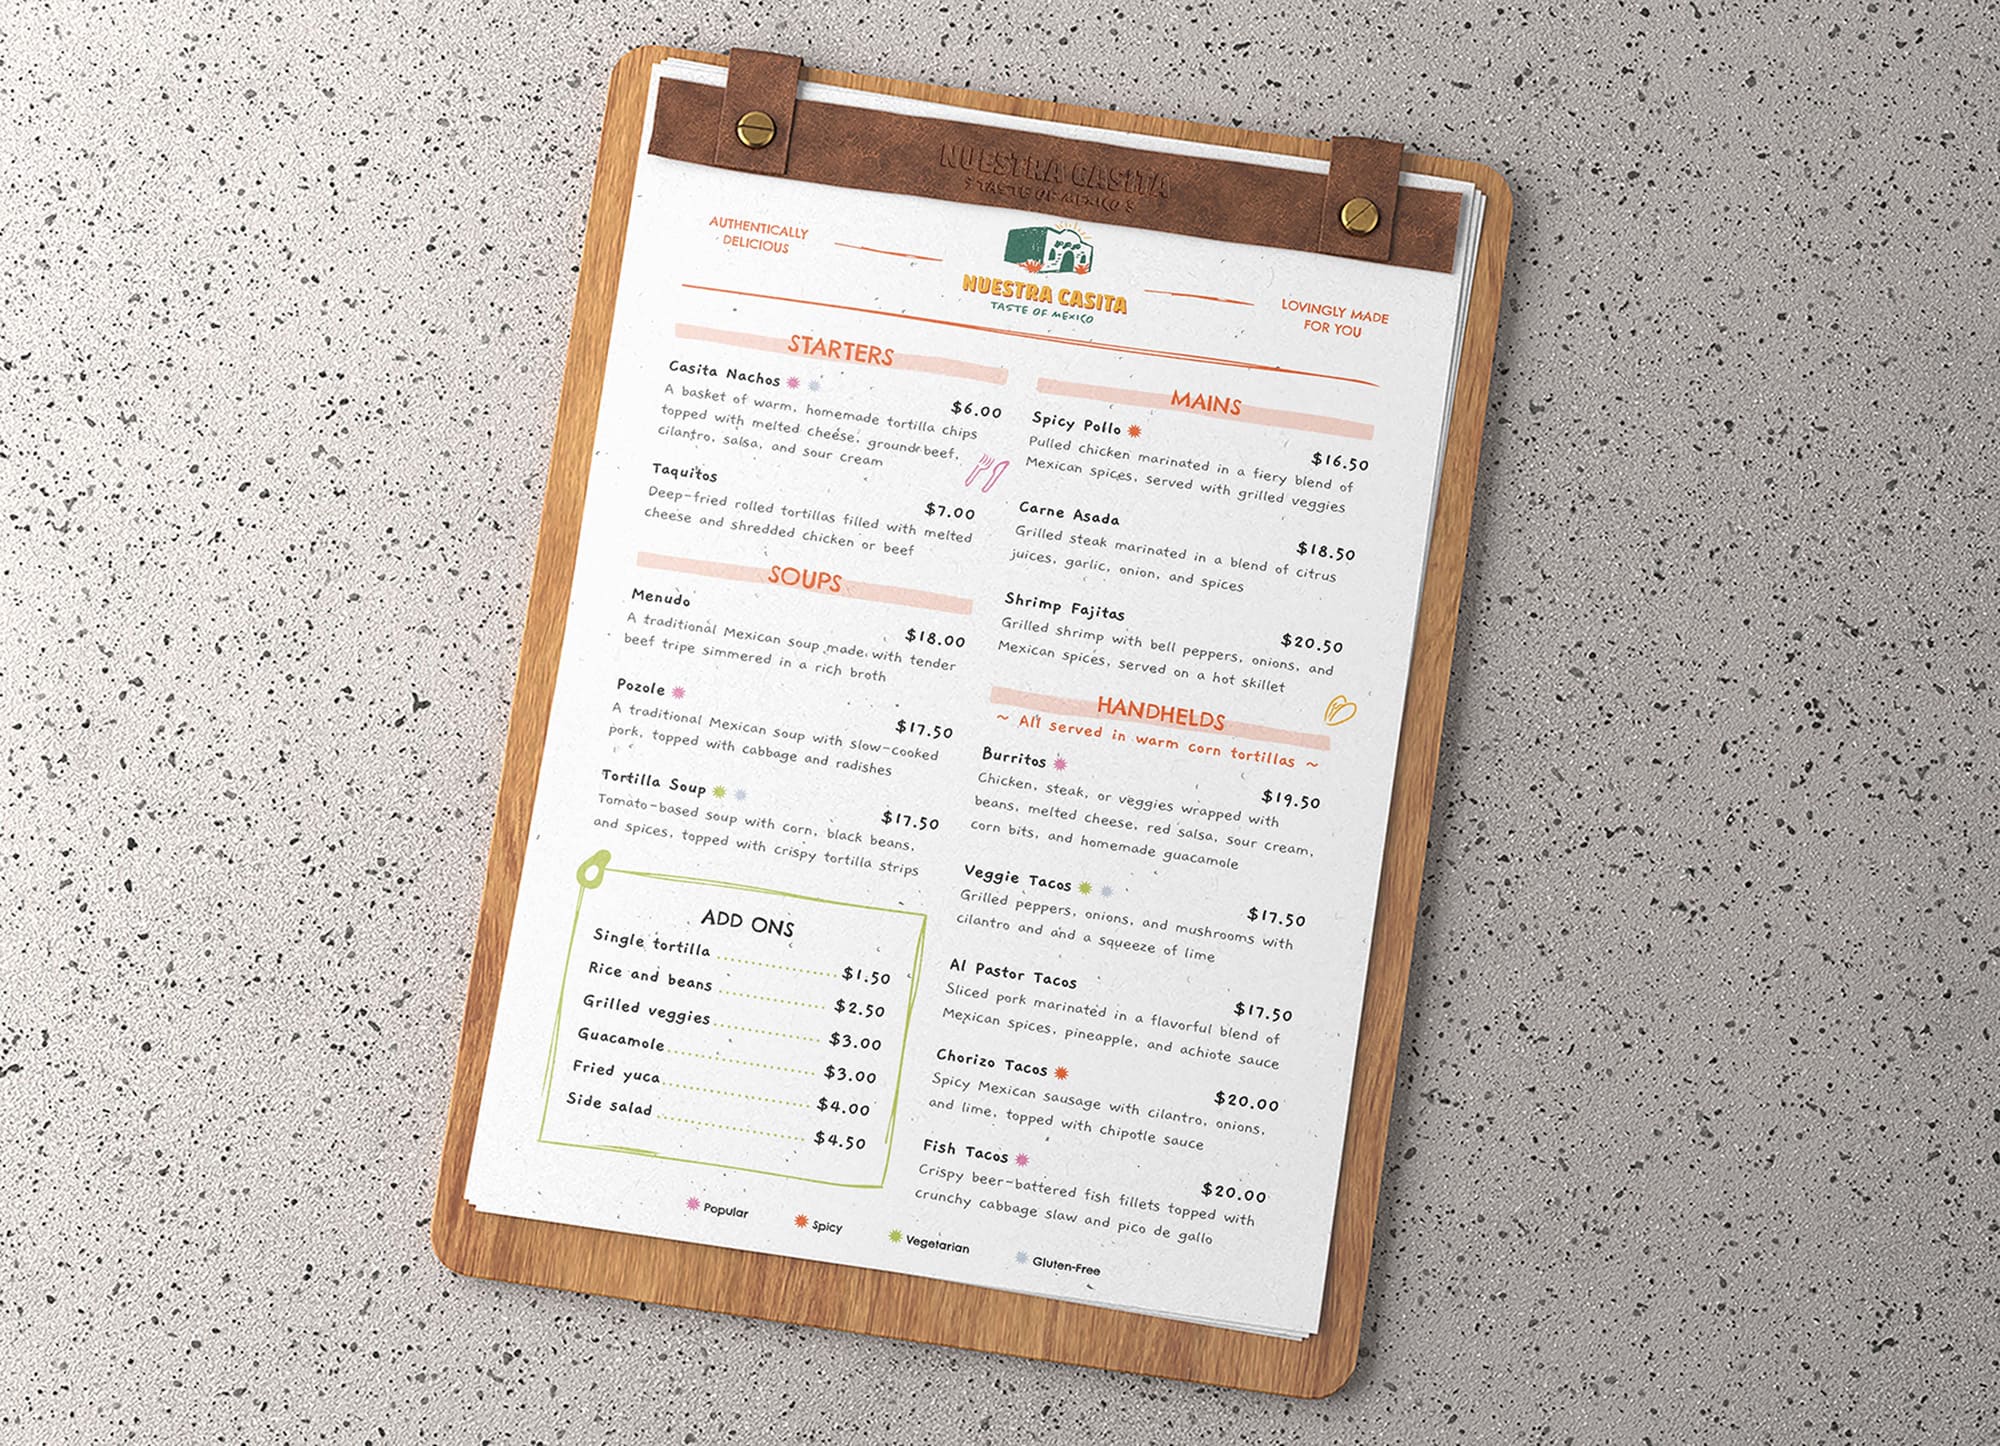 NUESTRA CASITA
TASTE OF MEXICO
AUTHENTICALLY
DELICIOUS
NUESTRA CASITA
TASTE OF MEXICO
LOVINGLY MADE
FOR YOU
STARTERS
Casita Nachos
$6.00
A basket of warm, homemade tortilla chips
topped with melted cheese, ground beef,
cilantro, salsa, and sour cream
Taquitos
$7.00
Deep-fried rolled tortillas filled with melted
cheese and shredded chicken or beef
SOUPS
Menudo
$18.00
A traditional Mexican soup made with tender
beef tripe simmered in a rich broth
Pozole
$17.50
A traditional Mexican soup with slow-cooked
pork, topped with cabbage and radishes
Tortilla Soup
$17.50
Tomato-based soup with corn, black beans,
and spices, topped with crispy tortilla strips
ADD ONS
Single tortilla $1.50
Rice and beans $2.50
Grilled veggies $3.00
Guacamole $3.00
Fried yuca $4.00
Side salad $4.50
MAINS
Spicy Pollo
$16.50
Pulled chicken marinated in a fiery blend of
Mexican spices, served with grilled veggies
Carne Asada
$18.50
Grilled steak marinated in a blend of citrus
juices, garlic, onion, and spices
Shrimp Fajitas
$20.50
Grilled shrimp with bell peppers, onions, and
Mexican spices, served on a hot skillet
HANDHELDS
~ All served in warm corn tortillas ~
Burritos
$19.50
Chicken, steak, or veggies wrapped with
beans, melted cheese, red salsa, sour cream,
corn bits, and homemade guacamole
Veggie Tacos
$17.50
Grilled peppers, onions, and mushrooms with
cilantro and and a squeeze of lime
Al Pastor Tacos
$17.50
Sliced pork marinated in a flavorful blend of
Mexican spices, pineapple, and achiote sauce
Chorizo Tacos
$20.00
Spicy Mexican sausage with cilantro, onions,
and lime, topped with chipotle sauce
Fish Tacos
$20.00
Crispy beer-battered fish fillets topped with
crunchy cabbage slaw and pico de gallo
Popular Spicy Vegetarian Gluten-Free